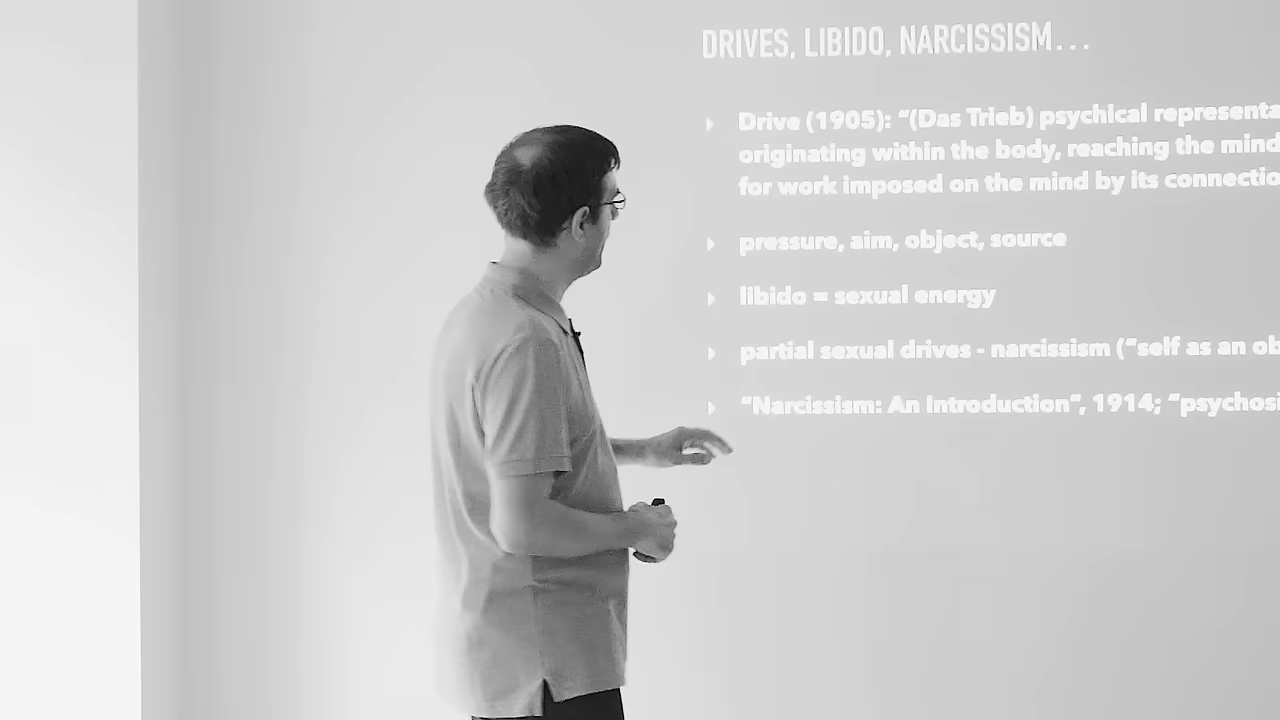 DRIVES, LIBIDO, NARCISSISM...
Drive (1905): “(Das Trieb) psychical representa
originating within the body, reaching the mind
for work imposed on the mind by its connectio
pressure, aim, object, source
libido = sexual energy
partial sexual drives - narcissism (“self as an ob
“Narcissism: An Introduction”, 1914; “psychosi